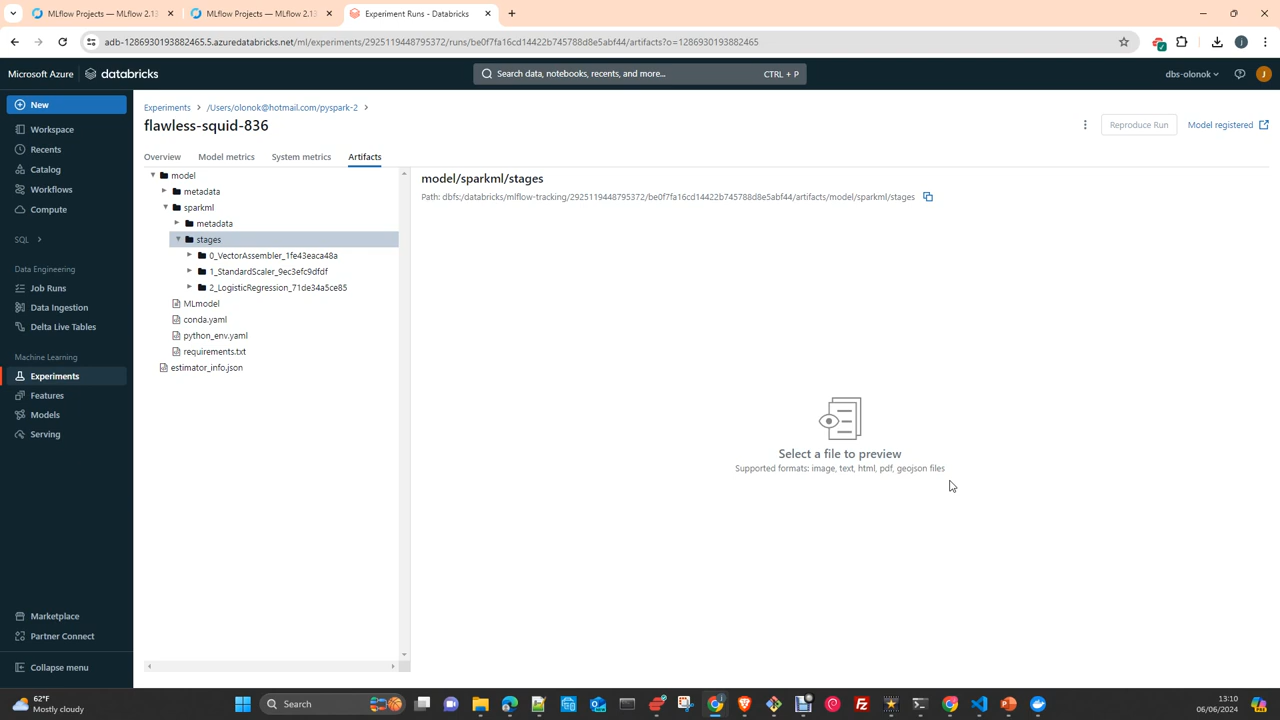 MLflow Projects — MLflow 2.13
MLflow Projects — MLflow 2.13
Experiment Runs - Databricks
adb-1286930193882465.5.azuredatabricks.net/ml/experiments/2925119448795372/runs/be0f7fa16cd14422b745788d8e5abf44/artifacts?o=1286930193882465
Microsoft Azure
databricks
Search data, notebooks, recents, and more...
CTRL + P
dbs-olonok
J
New
Workspace
Recents
Catalog
Workflows
Compute
SQL
Data Engineering
Job Runs
Data Ingestion
Delta Live Tables
Machine Learning
Experiments
Features
Models
Serving
Marketplace
Partner Connect
Collapse menu
Experiments > /Users/olonok@hotmail.com/pyspark-2 >
flawless-squid-836
Reproduce Run
Model registered
Overview
Model metrics
System metrics
Artifacts
model
metadata
sparkml
metadata
stages
0_VectorAssembler_1fe43eaca48a
1_StandardScaler_9ec3efc9dfdf
2_LogisticRegression_71de34a5ce85
MLmodel
conda.yaml
python_env.yaml
requirements.txt
estimator_info.json
model/sparkml/stages
Path: dbfs:/databricks/mlflow-tracking/2925119448795372/be0f7fa16cd14422b745788d8e5abf44/artifacts/model/sparkml/stages
Select a file to preview
Supported formats: image, text, html, pdf, geojson files
62°F
Mostly cloudy
Search
13:10
06/06/2024